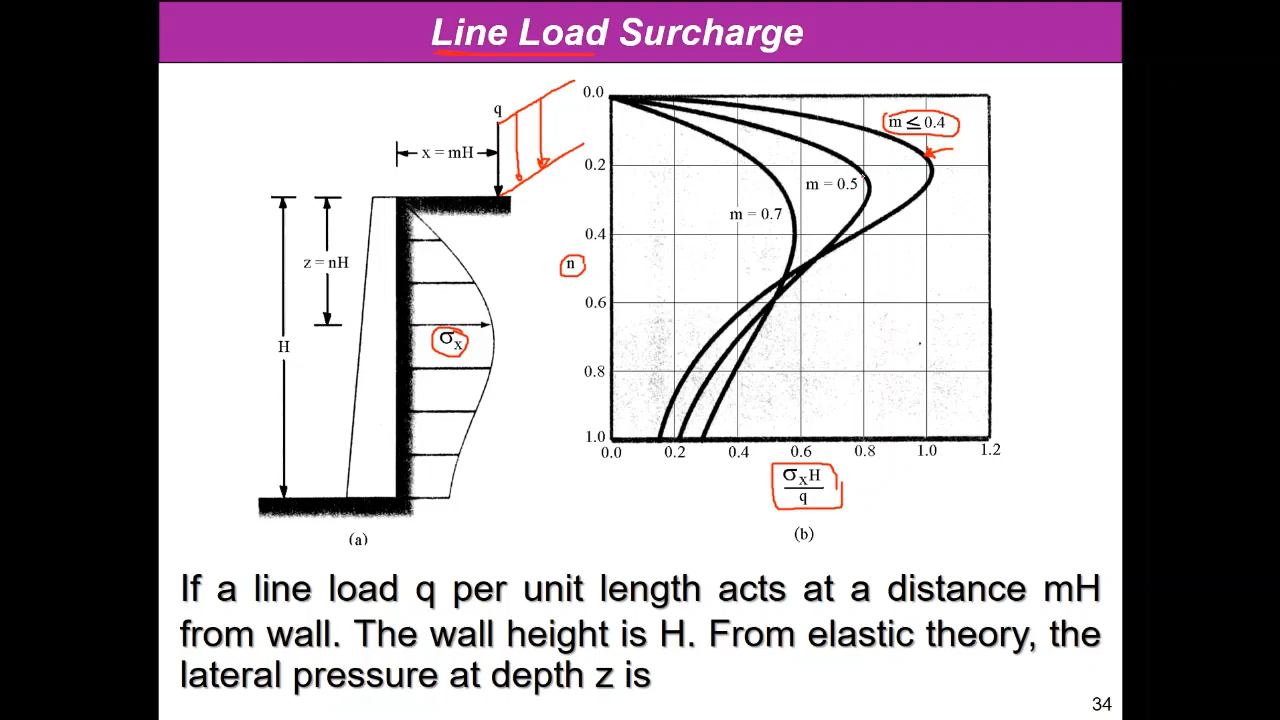 Line Load Surcharge
q
x = mH
z = nH
H
σx
(a)
0.0
0.2
0.4
n
0.6
0.8
1.0
m ≤ 0.4
m = 0.5
m = 0.7
0.0 0.2 0.4 0.6 0.8 1.0 1.2
σxH
q
(b)
If a line load q per unit length acts at a distance mH
from wall. The wall height is H. From elastic theory, the
lateral pressure at depth z is
34